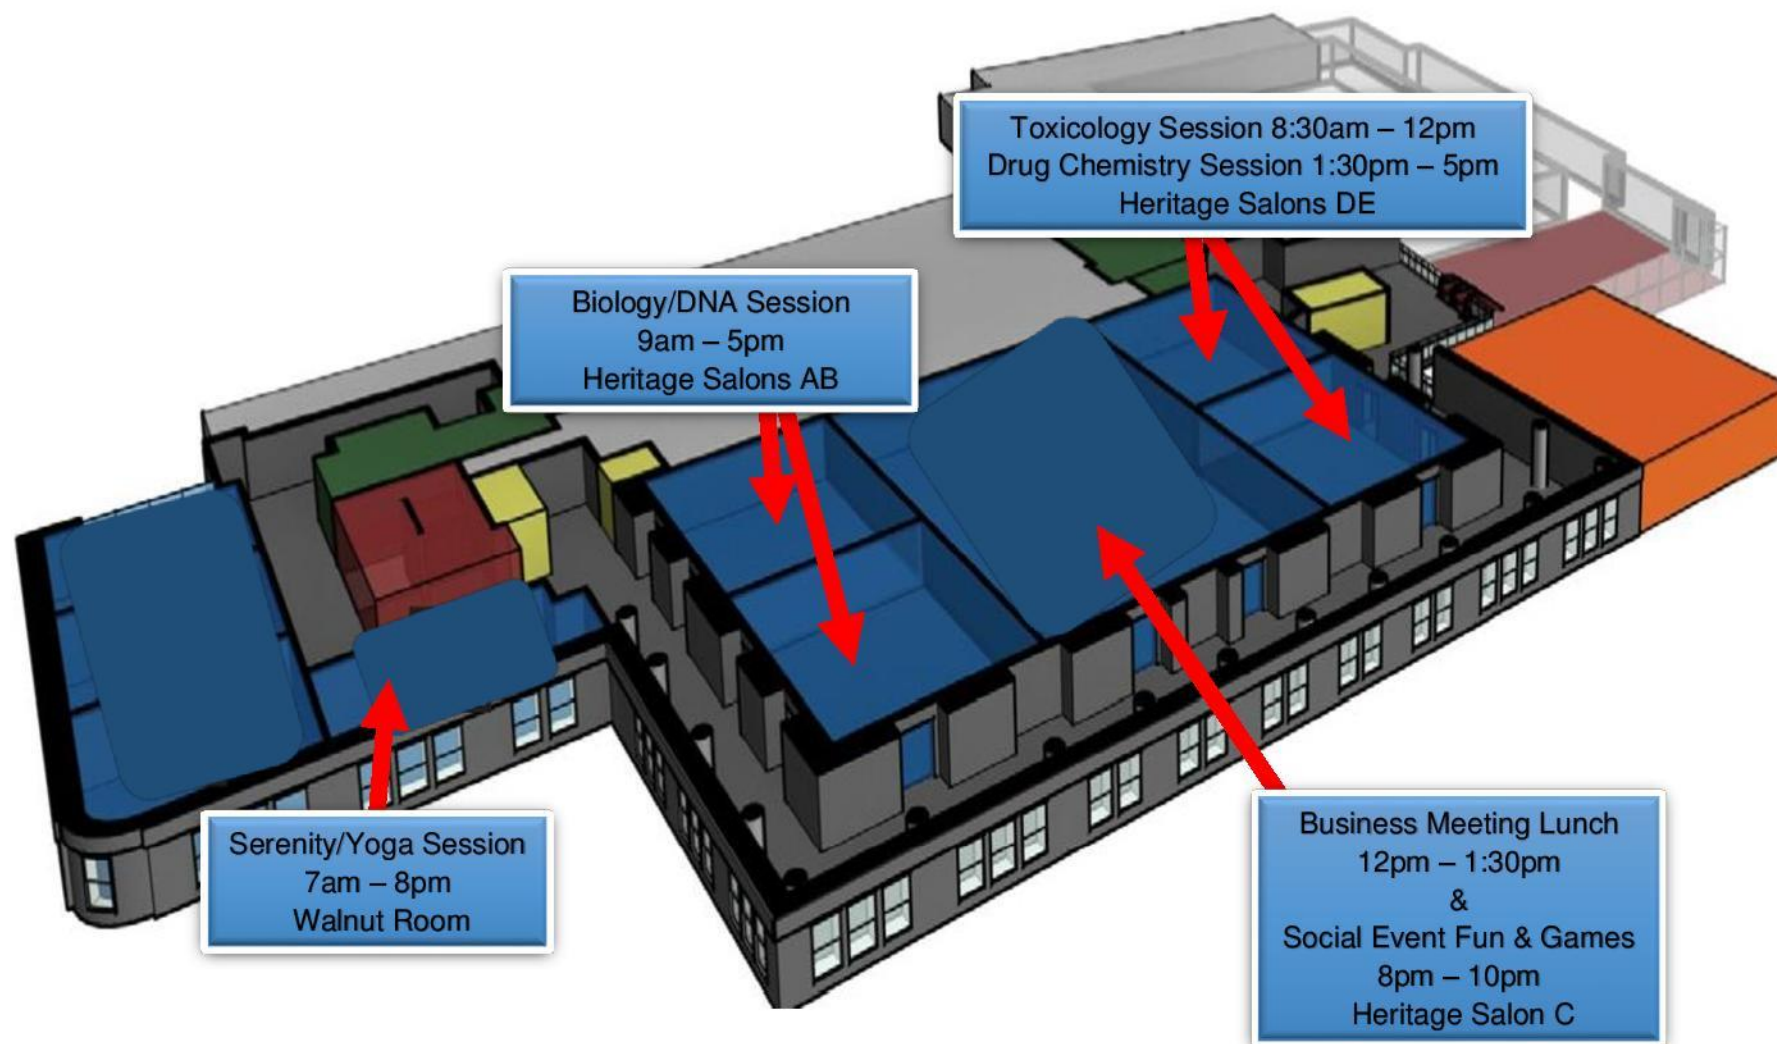 Toxicology Session 8:30am – 12pm
Drug Chemistry Session 1:30pm – 5pm
Heritage Salons DE
Biology/DNA Session
9am – 5pm
Heritage Salons AB
Serenity/Yoga Session
7am – 8pm
Walnut Room
Business Meeting Lunch
12pm – 1:30pm
&
Social Event Fun & Games
8pm – 10pm
Heritage Salon C